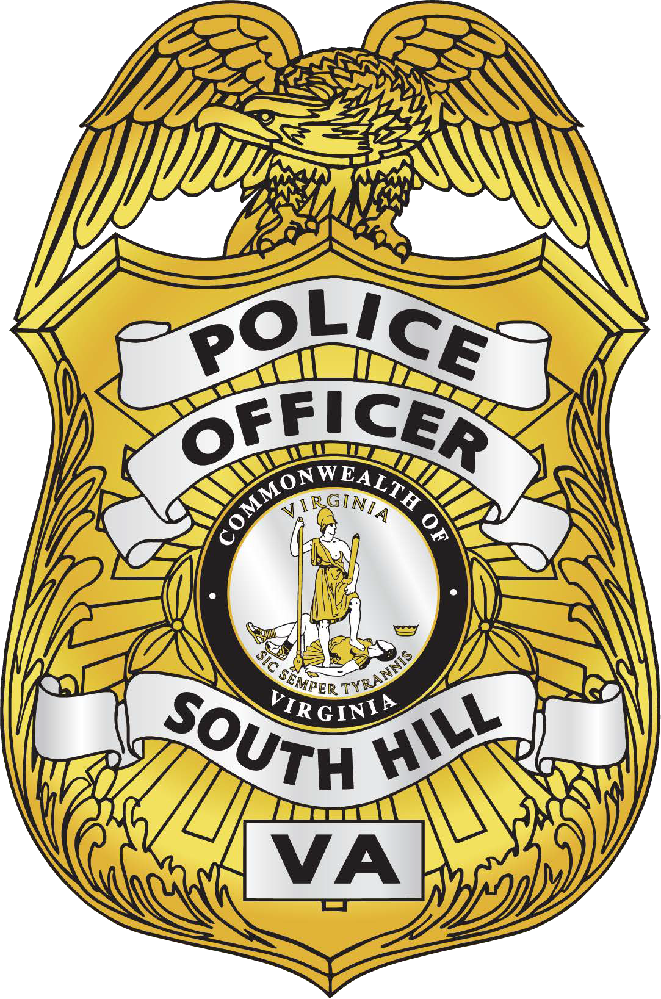 POLICE
OFFICER
COMMONWEALTH OF
VIRGINIA
SIC SEMPER TYRANNIS
VIRGINIA
SOUTH HILL
VA